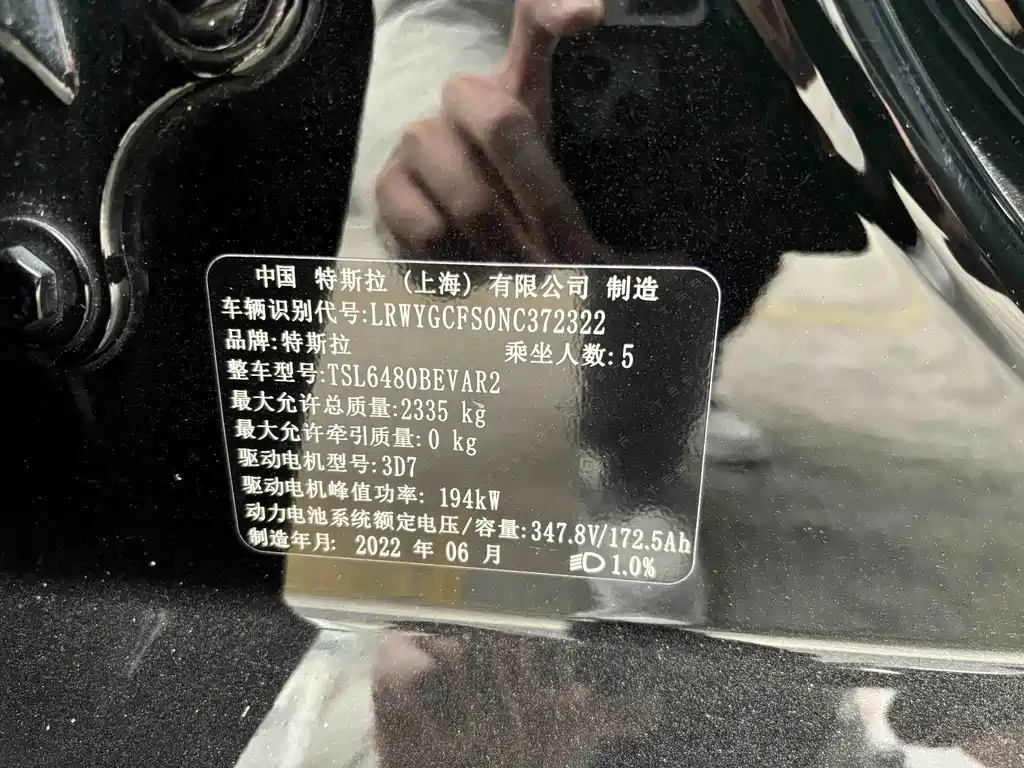 中国 特斯拉 (上海) 有限公司 制造
车辆识别代号:LRWYGCFS0NC372322
品牌:特斯拉 乘坐人数:5
整车型号:TSL6480BEVAR2
最大允许总质量:2335 kg
最大允许牵引质量:0 kg
驱动电机型号:3D7
驱动电机峰值功率: 194kW
动力电池系统额定电压/容量:347.8V/172.5Ah
制造年月: 2022 年 06 月 1.0%